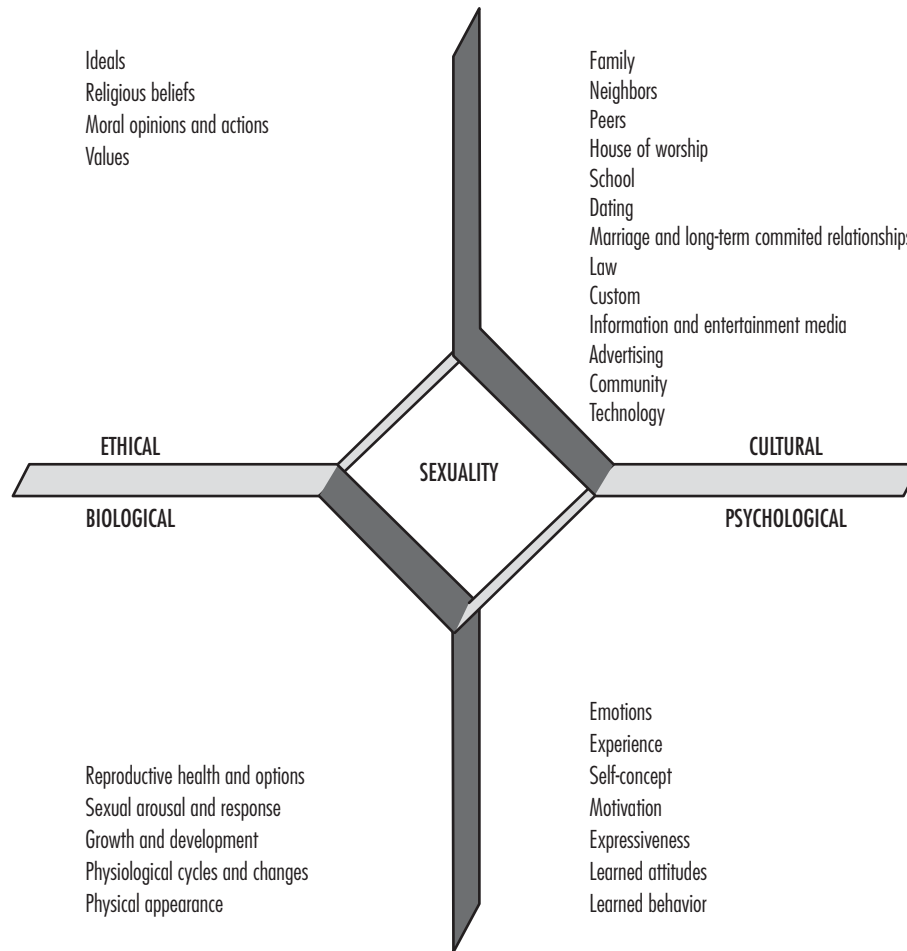 Ideals
Religious beliefs
Moral opinions and actions
Values
Family
Neighbors
Peers
House of worship
School
Dating
Marriage and long-term commited relationships
Law
Custom
Information and entertainment media
Advertising
Community
Technology
ETHICAL
CULTURAL
SEXUALITY
BIOLOGICAL
PSYCHOLOGICAL
Reproductive health and options
Sexual arousal and response
Growth and development
Physiological cycles and changes
Physical appearance
Emotions
Experience
Self-concept
Motivation
Expressiveness
Learned attitudes
Learned behavior